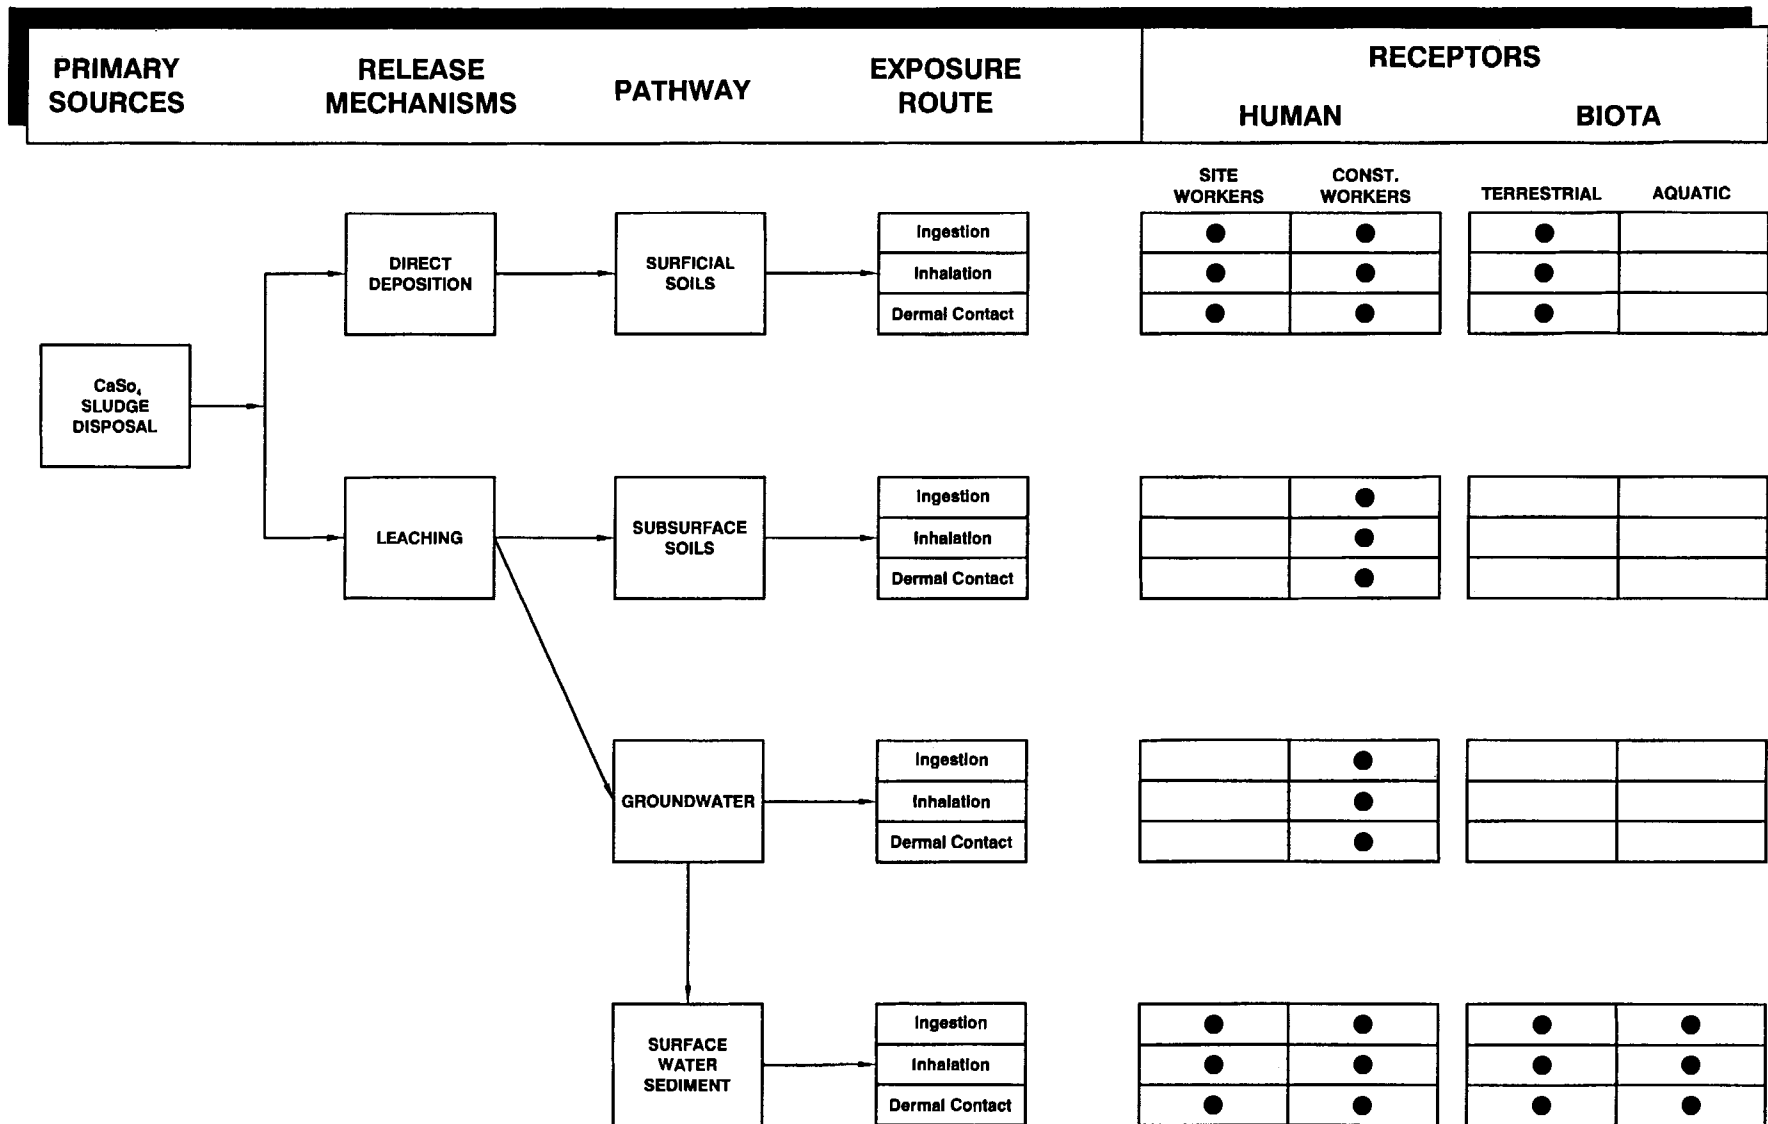 PRIMARY
SOURCES
RELEASE
MECHANISMS
PATHWAY
EXPOSURE
ROUTE
RECEPTORS
HUMAN
BIOTA
SITE
WORKERS
CONST.
WORKERS
TERRESTRIAL
AQUATIC
DIRECT
DEPOSITION
SURFICIAL
SOILS
Ingestion
Inhalation
Dermal Contact
CaSo₄
SLUDGE
DISPOSAL
LEACHING
SUBSURFACE
SOILS
Ingestion
Inhalation
Dermal Contact
GROUNDWATER
Ingestion
Inhalation
Dermal Contact
SURFACE
WATER
SEDIMENT
Ingestion
Inhalation
Dermal Contact